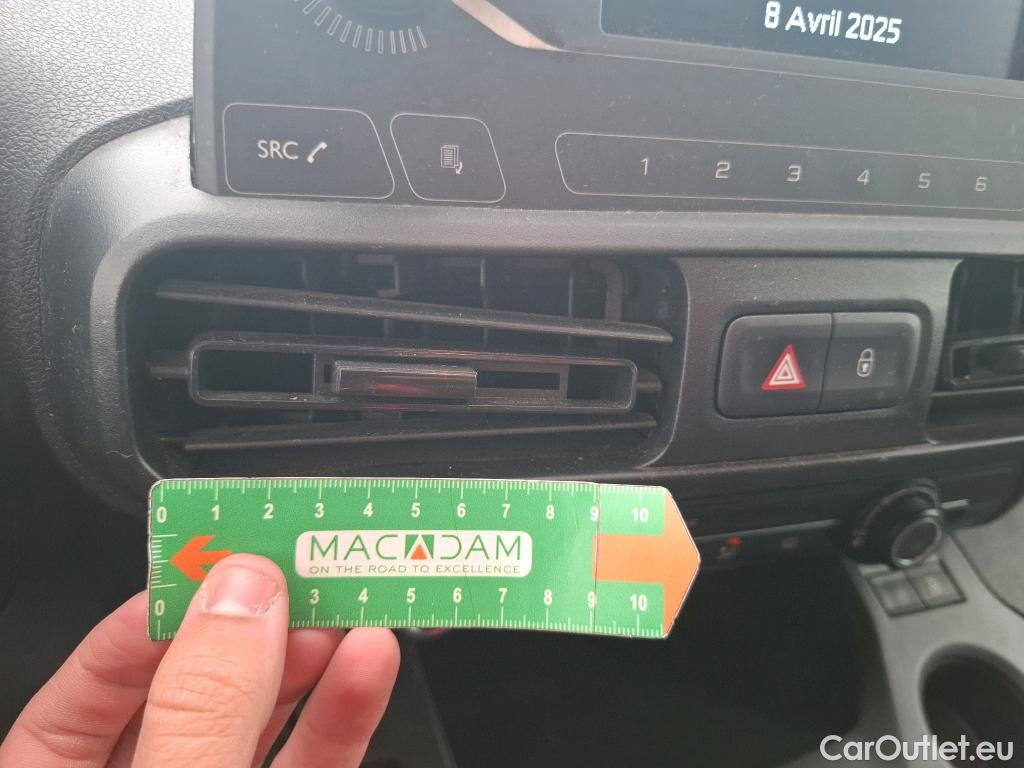 8 Avril 2025
SRC
1 2 3 4 5 6
0 1 2 3 4 5 6 7 8 9 10
MACADAM
ON THE ROAD TO EXCELLENCE
0 3 4 5 6 7 8 9 10
CarOutlet.eu